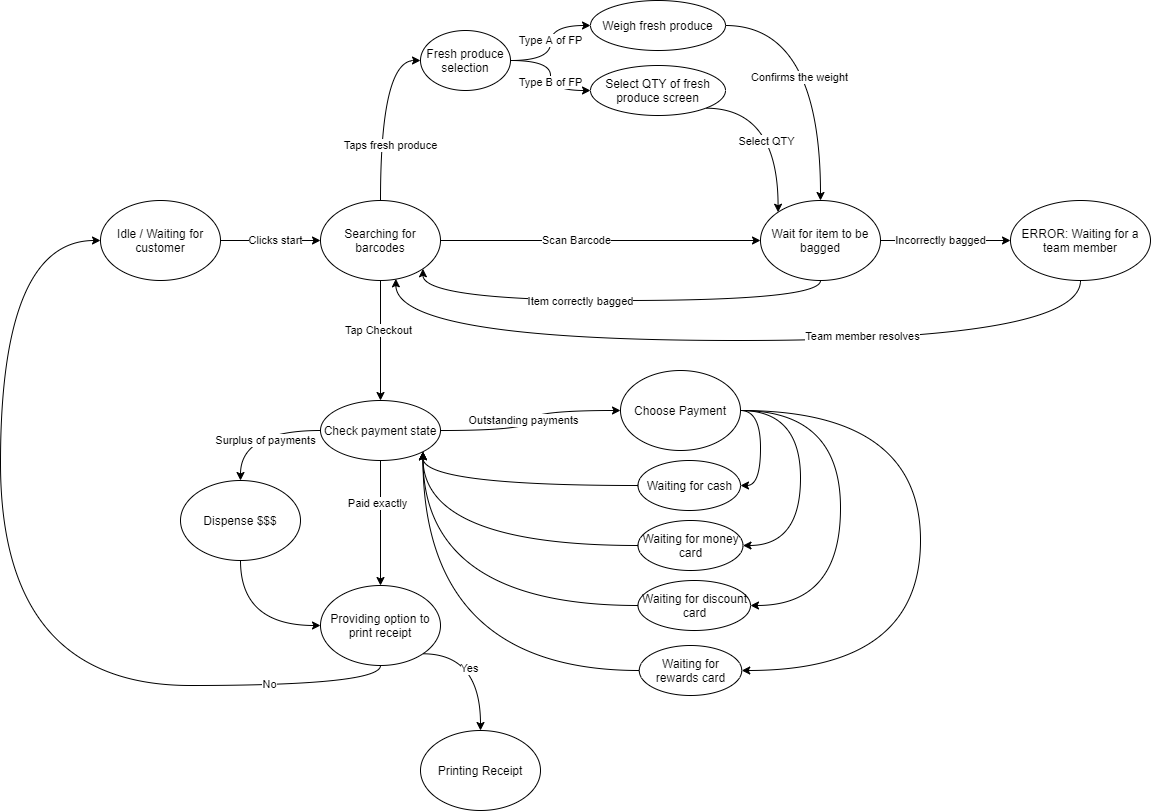 Weigh fresh produce
Type A of FP
Fresh produce
selection
Type B of FP
Select QTY of fresh
produce screen
Confirms the weight
Taps fresh produce
Select QTY
Idle / Waiting for
customer
Clicks start
Searching for
barcodes
Scan Barcode
Wait for item to be
bagged
Incorrectly bagged
ERROR: Waiting for a
team member
Item correctly bagged
Tap Checkout
Team member resolves
Check payment state
Outstanding payments
Choose Payment
Surplus of payments
Waiting for cash
Paid exactly
Dispense $$$
Waiting for money
card
Waiting for discount
card
Providing option to
print receipt
Waiting for
rewards card
Yes
No
Printing Receipt